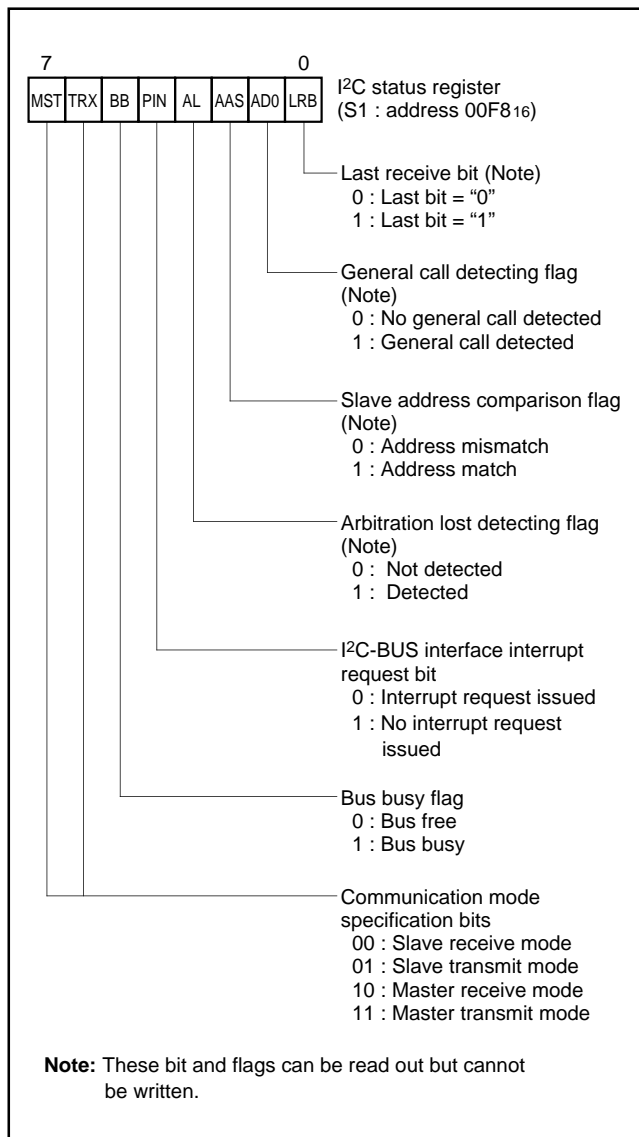 7 0
MST TRX BB PIN AL AAS AD0 LRB
I2C status register
(S1 : address 00F816)
Last receive bit (Note)
0 : Last bit = “0”
1 : Last bit = “1”
General call detecting flag
(Note)
0 : No general call detected
1 : General call detected
Slave address comparison flag
(Note)
0 : Address mismatch
1 : Address match
Arbitration lost detecting flag
(Note)
0 : Not detected
1 : Detected
I2C-BUS interface interrupt
request bit
0 : Interrupt request issued
1 : No interrupt request
issued
Bus busy flag
0 : Bus free
1 : Bus busy
Communication mode
specification bits
00 : Slave receive mode
01 : Slave transmit mode
10 : Master receive mode
11 : Master transmit mode
Note: These bit and flags can be read out but cannot
be written.